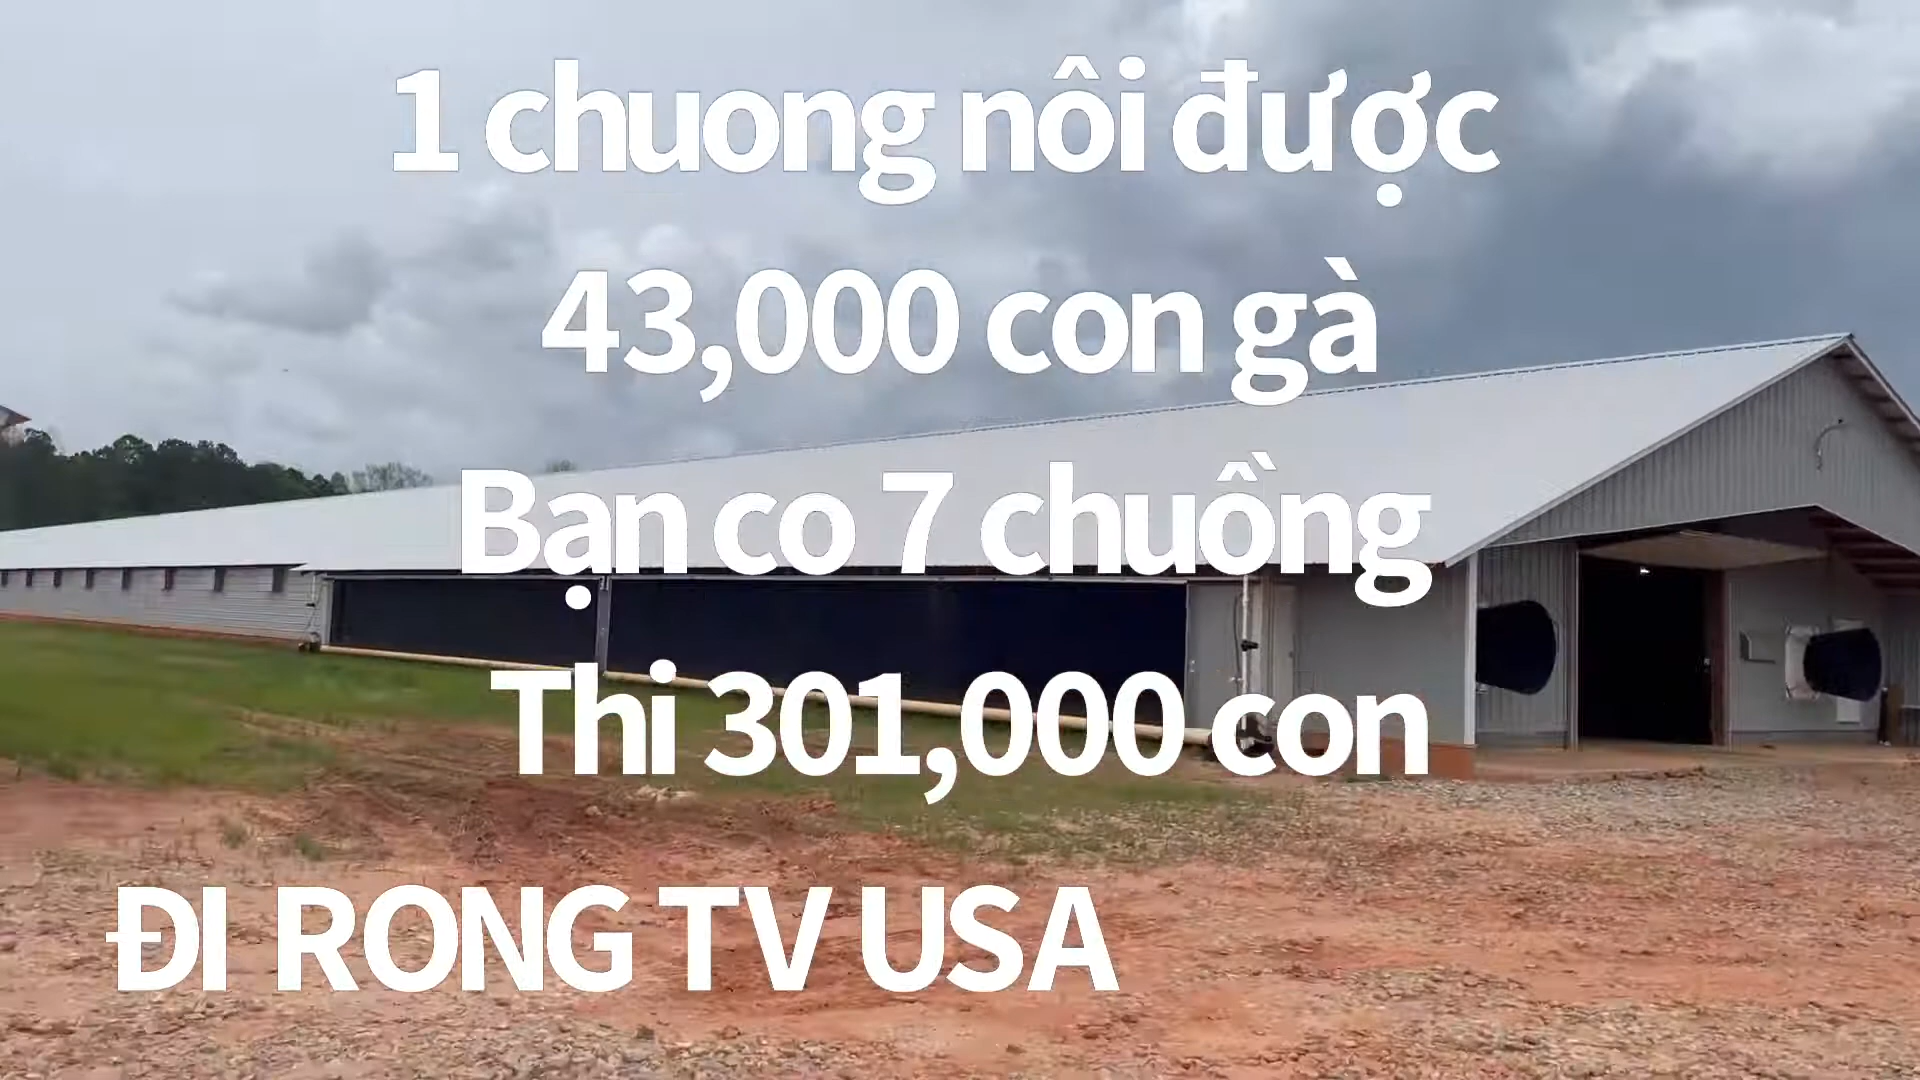 1 chuong nôi được
43,000 con gà
Bạn co 7 chuồng
Thi 301,000 con
ĐI RONG TV USA